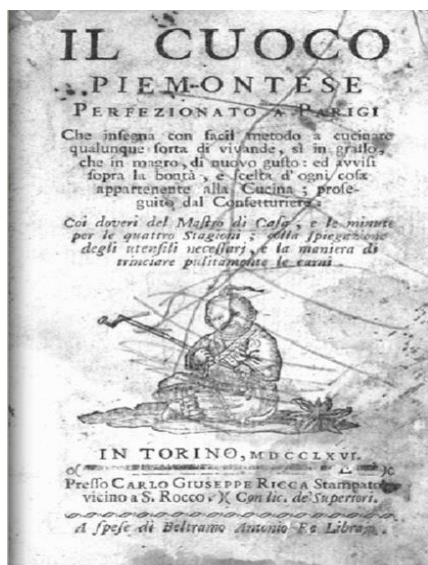 IL CUOCO
PIEMONTESE
PERFEZIONATO A PARIGI
Che insegna con facil metodo a cucinare
qualunque sorta di vivande, sì in grasso,
che in magro, di nuovo gusto: ed avvisi
sopra la bontà, e scelta d'ogni cosa
appartenente alla Cucina; prose-
guito dal Confetturiere:
Coi doveri del Mastro di Casa, e le minute
per le quattro Stagioni; colla spiegazione
degli utensili necessarj, e la maniera di
trinciare pulitamente le carni.
IN TORINO, MDCCLXVI.
Presso CARLO GIUSEPPE RICCA Stampato
vicino a S. Rocco. )( Con lic. de' Superiori.
A spese di Beltramo Antonio Re